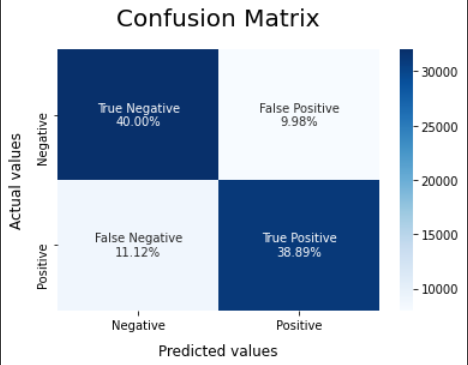 Confusion Matrix
True Negative
40.00%
False Positive
9.98%
False Negative
11.12%
True Positive
38.89%
Actual values
Negative
Positive
Negative
Positive
Predicted values
30000
25000
20000
15000
10000